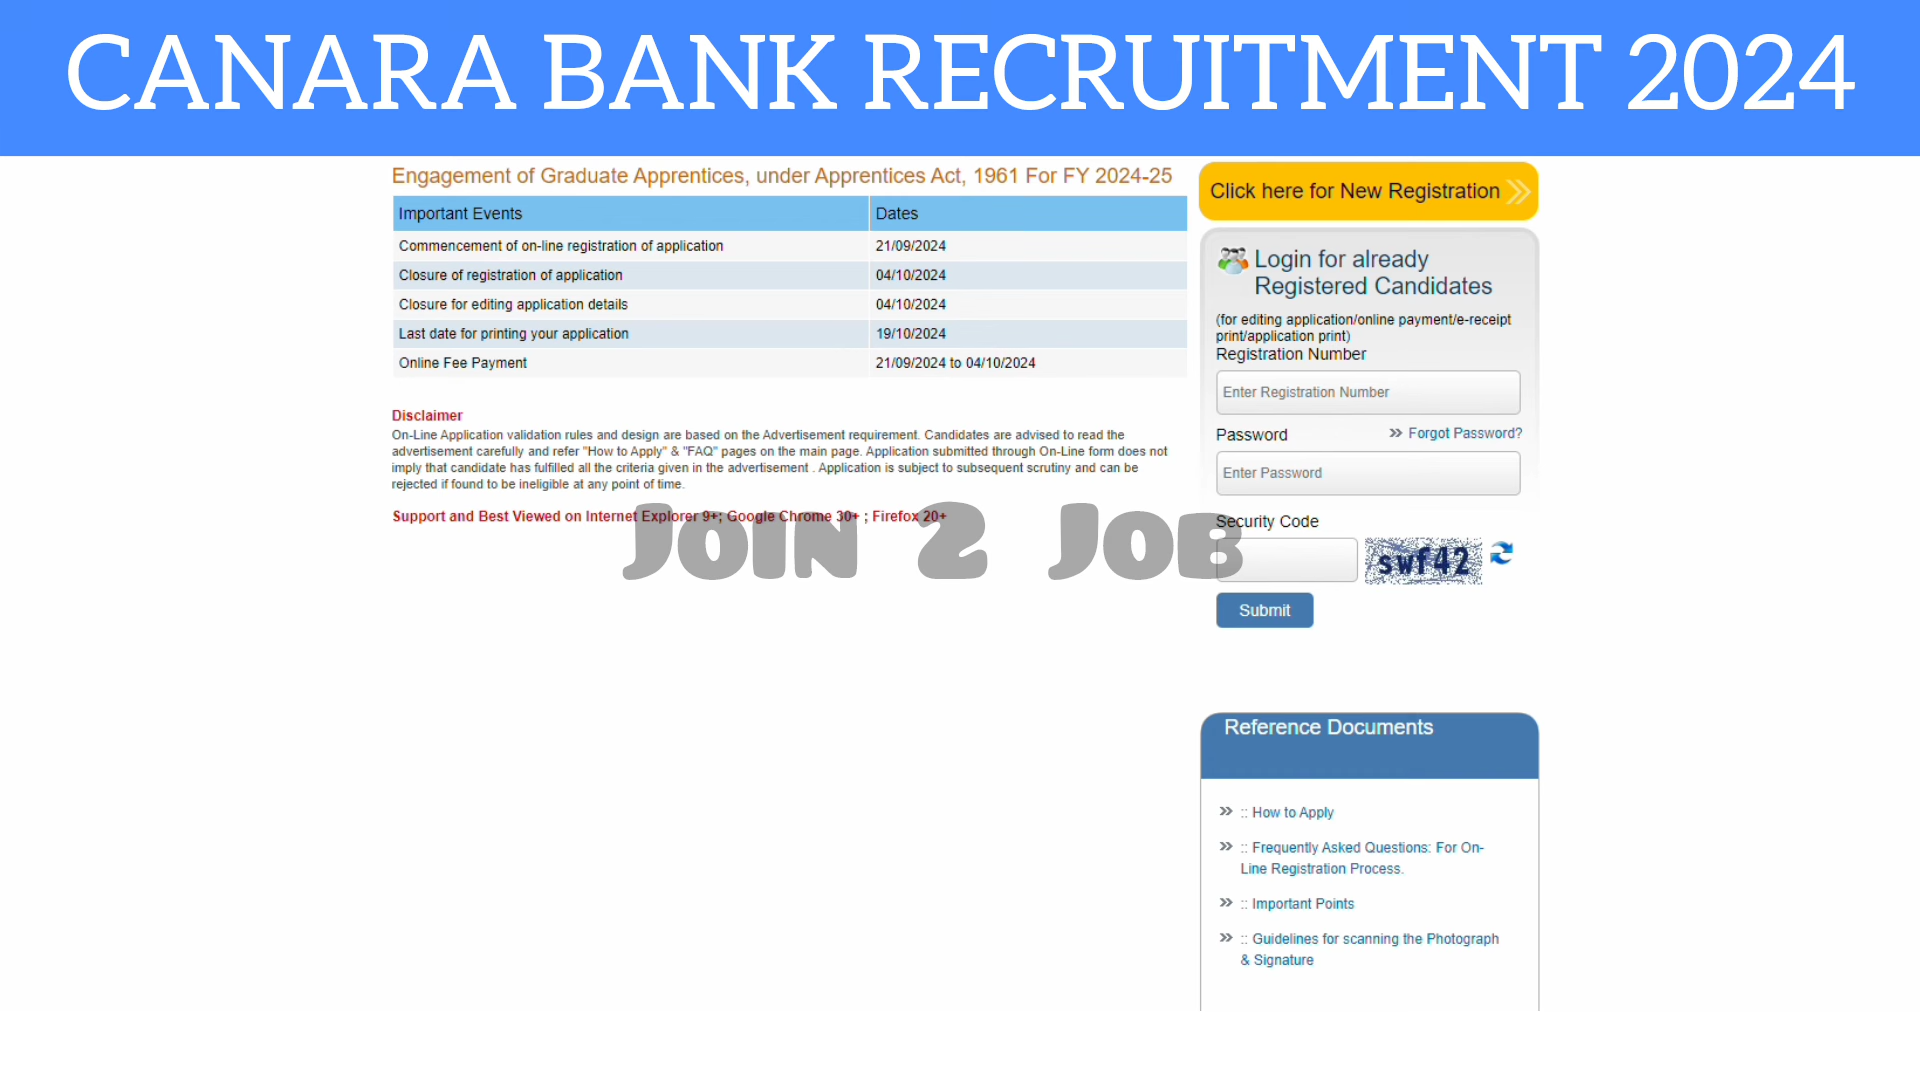 CANARA BANK RECRUITMENT 2024
Engagement of Graduate Apprentices, under Apprentices Act, 1961 For FY 2024-25
Important Events Dates
Commencement of on-line registration of application 21/09/2024
Closure of registration of application 04/10/2024
Closure for editing application details 04/10/2024
Last date for printing your application 19/10/2024
Online Fee Payment 21/09/2024 to 04/10/2024
Disclaimer
On-Line Application validation rules and design are based on the Advertisement requirement. Candidates are advised to read the
advertisement carefully and refer "How to Apply" & "FAQ" pages on the main page. Application submitted through On-Line form does not
imply that candidate has fulfilled all the criteria given in the advertisement . Application is subject to subsequent scrutiny and can be
rejected if found to be ineligible at any point of time.
Support and Best Viewed on Internet Explorer 9+; Google Chrome 30+ ; Firefox 20+
JOIN 2 JOB
Click here for New Registration
Login for already
Registered Candidates
(for editing application/online payment/e-receipt
print/application print)
Registration Number
Enter Registration Number
Password » Forgot Password?
Enter Password
Security Code
swf42
Submit
Reference Documents
» :: How to Apply
» :: Frequently Asked Questions: For On-
Line Registration Process.
» :: Important Points
» :: Guidelines for scanning the Photograph
& Signature